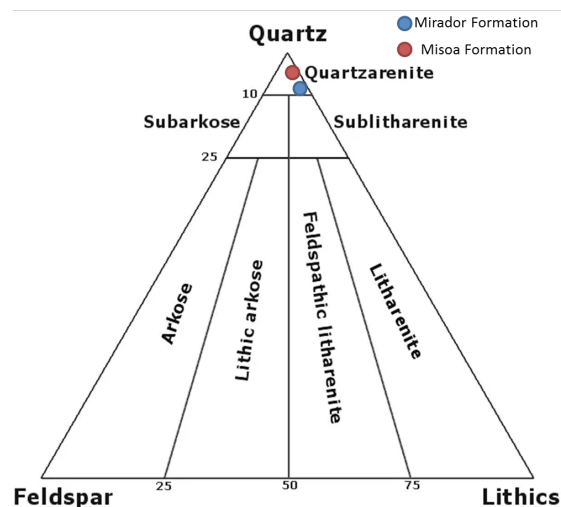 Mirador Formation
Quartz
Misoa Formation
Quartzarenite
10
Subarkose
Sublitharenite
25
Arkose
Lithic arkose
Feldspathic litharenite
Litharenite
25
50
75
Feldspar
Lithics